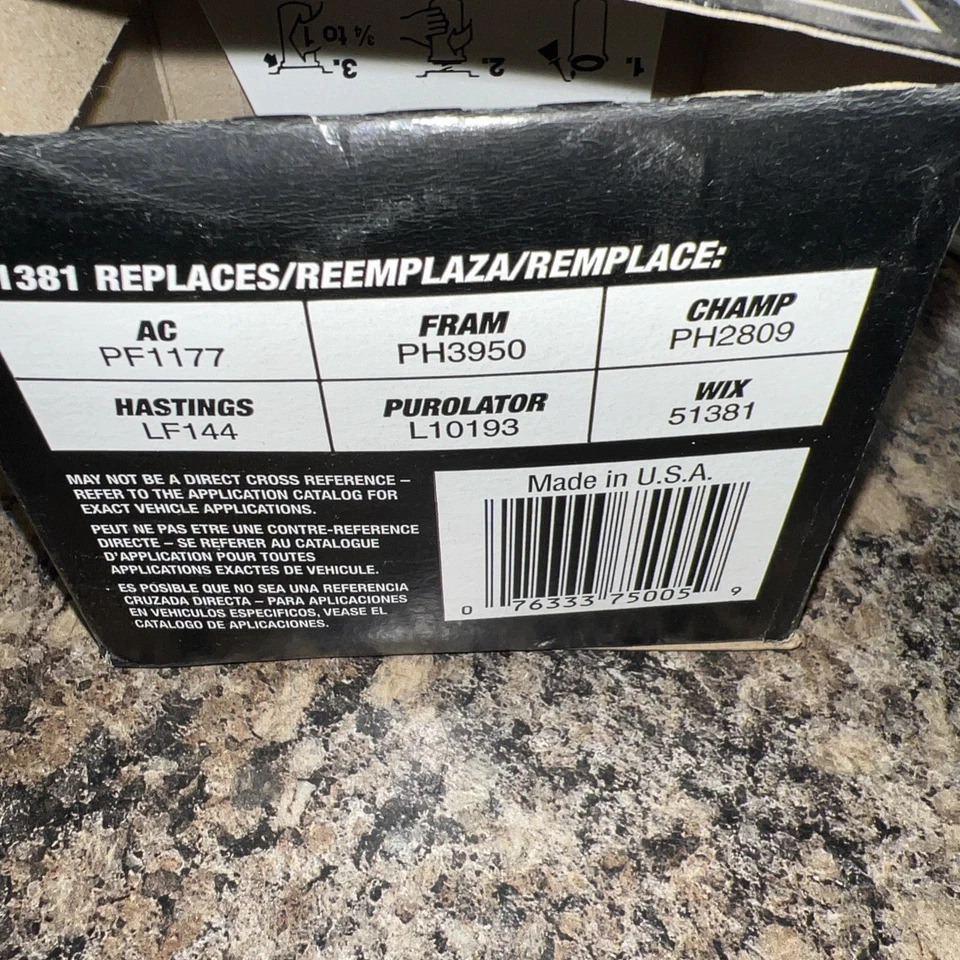 3/4 to 1
3.
2.
1.
1381 REPLACES/REEMPLAZA/REMPLACE:
AC
PF1177
FRAM
PH3950
CHAMP
PH2809
HASTINGS
LF144
PUROLATOR
L10193
WIX
51381
MAY NOT BE A DIRECT CROSS REFERENCE –
REFER TO THE APPLICATION CATALOG FOR
EXACT VEHICLE APPLICATIONS.
PEUT NE PAS ETRE UNE CONTRE-REFERENCE
DIRECTE – SE REFERER AU CATALOGUE
D'APPLICATION POUR TOUTES
APPLICATIONS EXACTES DE VEHICULE.
ES POSIBLE QUE NO SEA UNA REFERENCIA
CRUZADA DIRECTA – PARA APLICACIONES
EN VEHICULOS ESPECIFICOS, VEASE EL
CATALOGO DE APLICACIONES.
Made in U.S.A.
0 76333 75005 9